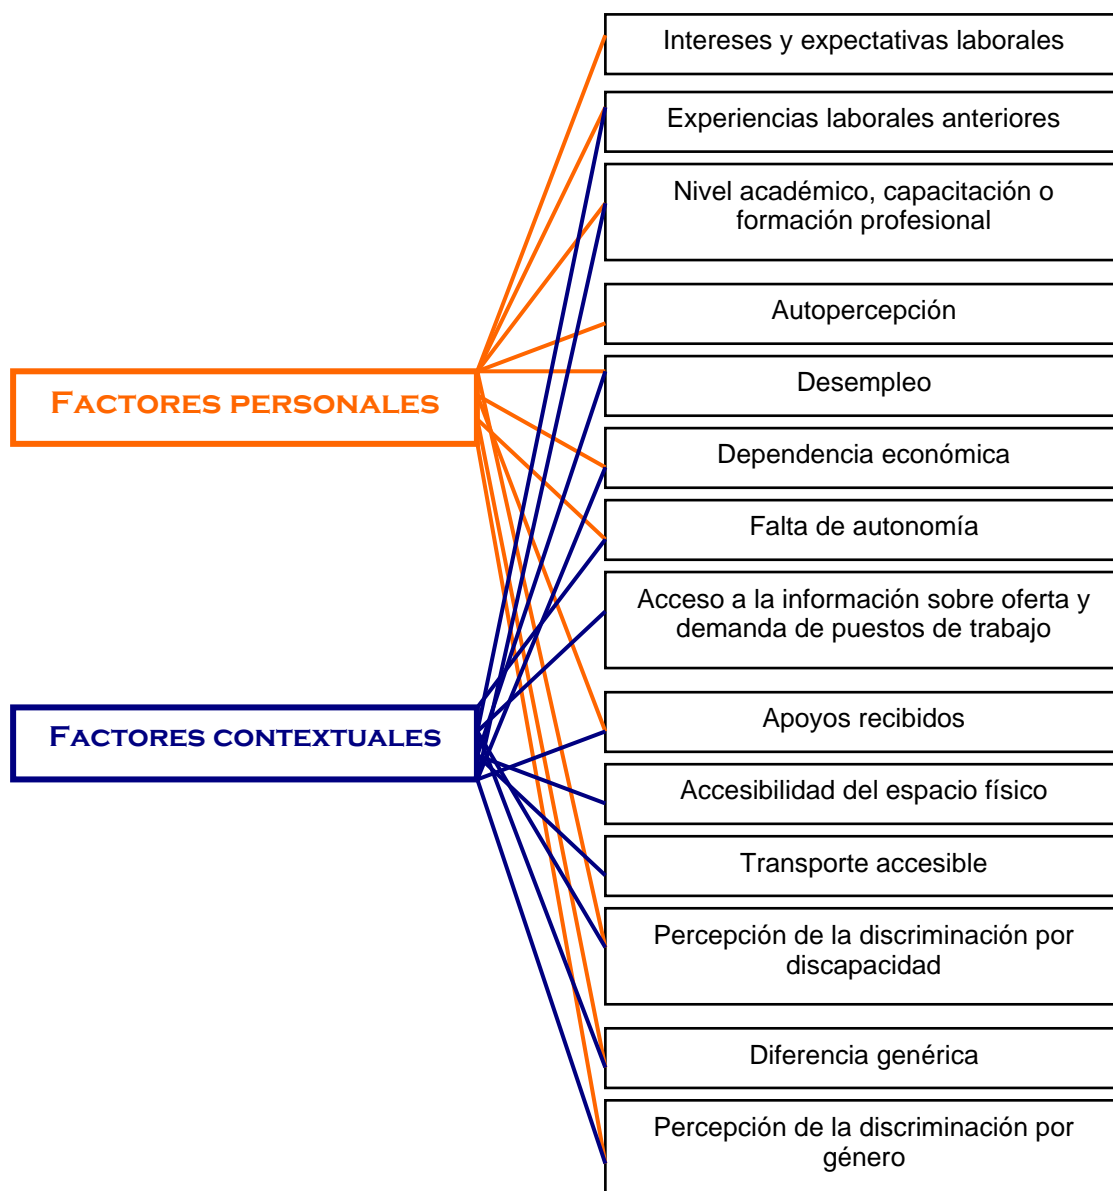 Intereses y expectativas laborales
Experiencias laborales anteriores
Nivel académico, capacitación o
formación profesional
Autopercepción
Desempleo
FACTORES PERSONALES
Dependencia económica
Falta de autonomía
Acceso a la información sobre oferta y
demanda de puestos de trabajo
Apoyos recibidos
FACTORES CONTEXTUALES
Accesibilidad del espacio físico
Transporte accesible
Percepción de la discriminación por
discapacidad
Diferencia genérica
Percepción de la discriminación por
género